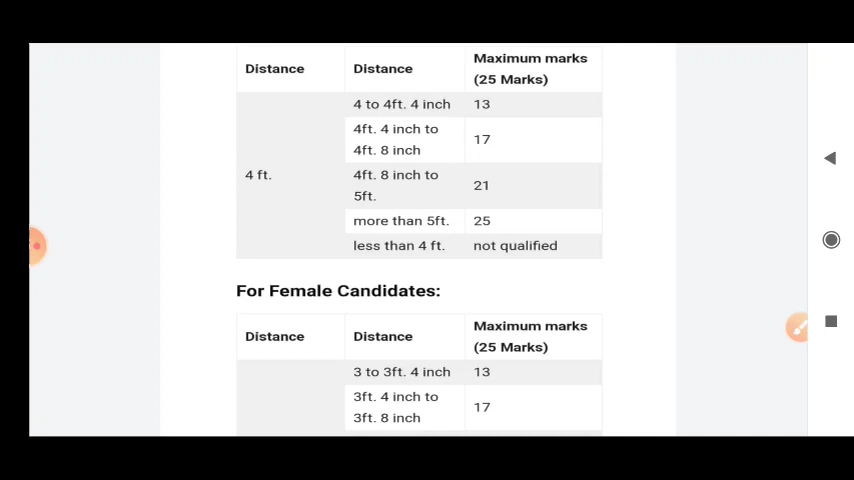 Distance Distance Maximum marks
(25 Marks)
4 ft.
4 to 4ft. 4 inch 13
4ft. 4 inch to
4ft. 8 inch 17
4ft. 8 inch to
5ft. 21
more than 5ft. 25
less than 4 ft. not qualified
For Female Candidates:
Distance Distance Maximum marks
(25 Marks)
3 to 3ft. 4 inch 13
3ft. 4 inch to
3ft. 8 inch 17